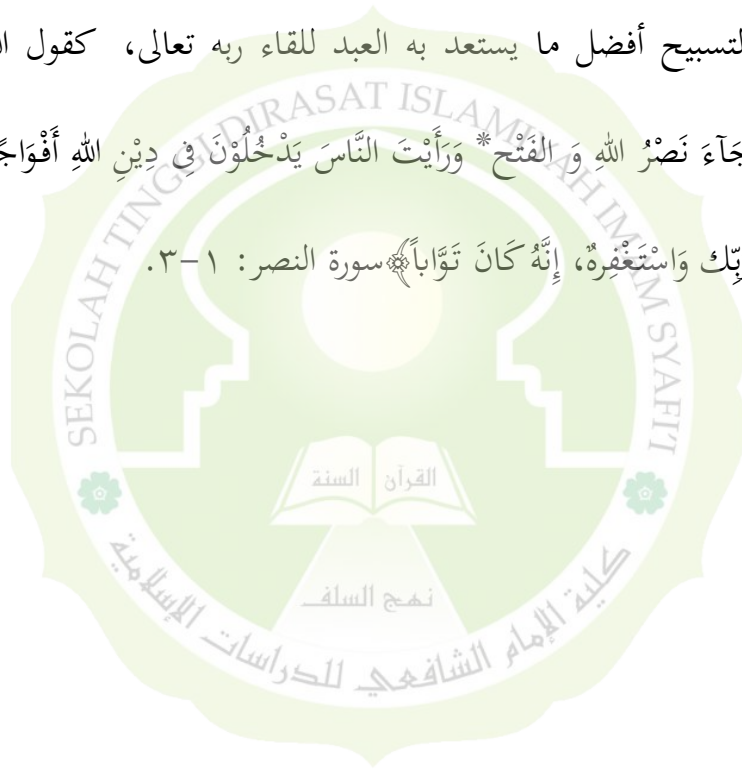 لتسبيح أفضل ما يستعد به العبد للقاء ربه تعالى، كقول
جَآءَ نَصْرُ اللهِ وَ الفَتْح* وَرَأَيْتَ النَّاسَ يَدْخُلُوْنَ فِي دِيْنِ اللهِ أَفْوَاجً
بِّك وَاسْتَغْفِرهٌ، إِنَّهُ كَانَ تَوَّاباً﴾سورة النصر: ١-٣.
SEKOLAH TINGGI DIRASAT ISLAMIYAH IMAM SYAFI'I
القرآن السنة
نهج السلف
كلية الإمام الشافعي للدراسات الإسلامية